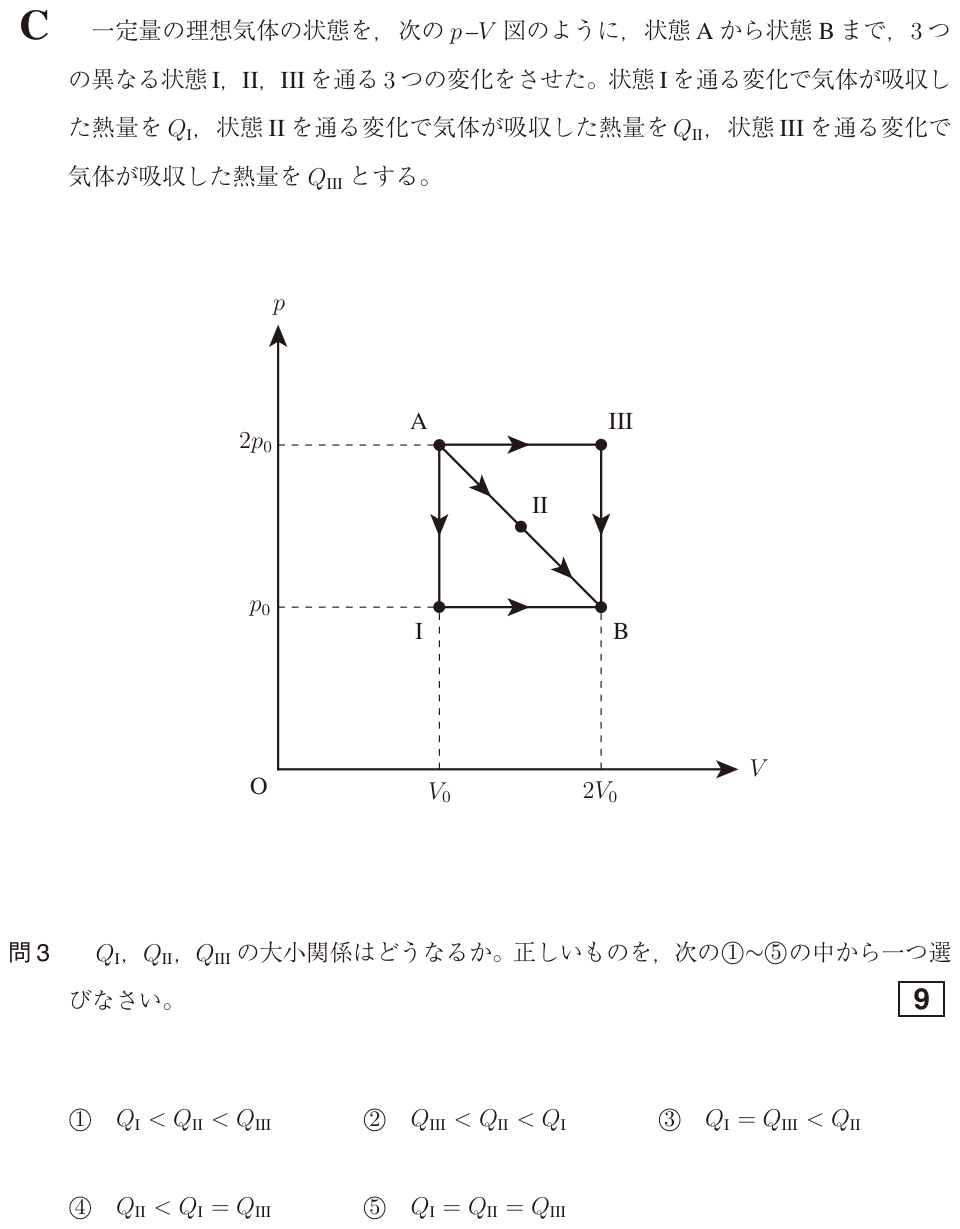 C 一定量の理想気体の状態を，次の p–V 図のように，状態 A から状態 B まで，3つ
の異なる状態 I，II，III を通る3つの変化をさせた。状態 I を通る変化で気体が吸収し
た熱量を Q_I，状態 II を通る変化で気体が吸収した熱量を Q_II，状態 III を通る変化で
気体が吸収した熱量を Q_III とする。
p
A III
2p₀
II
p₀
I B
O V₀ 2V₀ V
問3 Q_I，Q_II，Q_III の大小関係はどうなるか。正しいものを，次の①～⑤の中から一つ選
びなさい。 9
① Q_I < Q_II < Q_III ② Q_III < Q_II < Q_I ③ Q_I = Q_III < Q_II
④ Q_II < Q_I = Q_III ⑤ Q_I = Q_II = Q_III